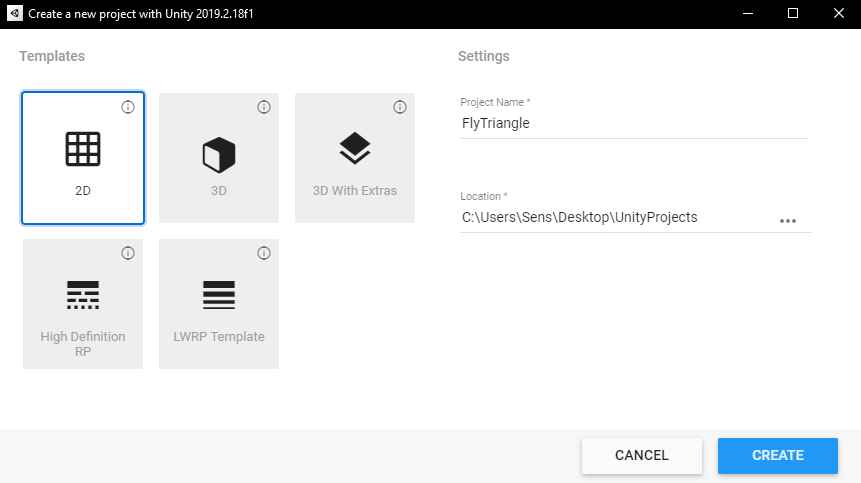 Create a new project with Unity 2019.2.18f1
Templates
Settings
2D
3D
3D With Extras
High Definition
RP
LWRP Template
Project Name *
FlyTriangle
Location *
C:\Users\Sens\Desktop\UnityProjects
CANCEL
CREATE